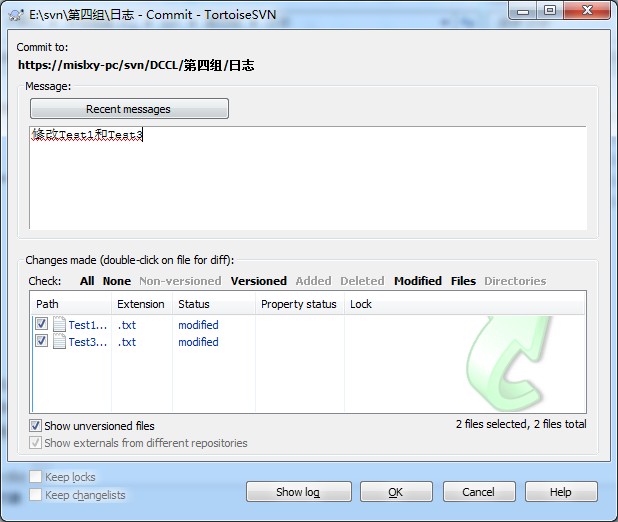 E:\svn\第四组\日志 - Commit - TortoiseSVN
Commit to:
https://mislxy-pc/svn/DCCL/第四组/日志
Message:
Recent messages
修改Test1和Test3
Changes made (double-click on file for diff):
Check: All None Non-versioned Versioned Added Deleted Modified Files Directories
Path Extension Status Property status Lock
Test1... .txt modified
Test3... .txt modified
Show unversioned files 2 files selected, 2 files total
Show externals from different repositories
Keep locks
Keep changelists
Show log OK Cancel Help